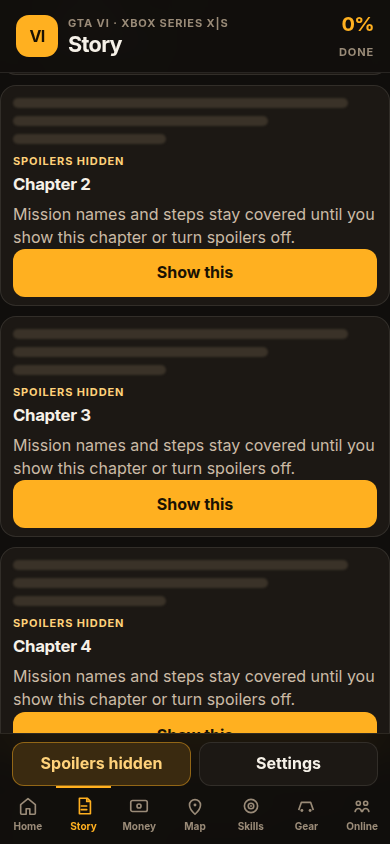 VI
GTA VI · XBOX SERIES X|S
Story
0%
DONE
SPOILERS HIDDEN
Chapter 2
Mission names and steps stay covered until you
show this chapter or turn spoilers off.
Show this
SPOILERS HIDDEN
Chapter 3
Mission names and steps stay covered until you
show this chapter or turn spoilers off.
Show this
SPOILERS HIDDEN
Chapter 4
Mission names and steps stay covered until you
show this chapter or turn spoilers off.
Show this
Spoilers hidden
Settings
Home
Story
Money
Map
Skills
Gear
Online